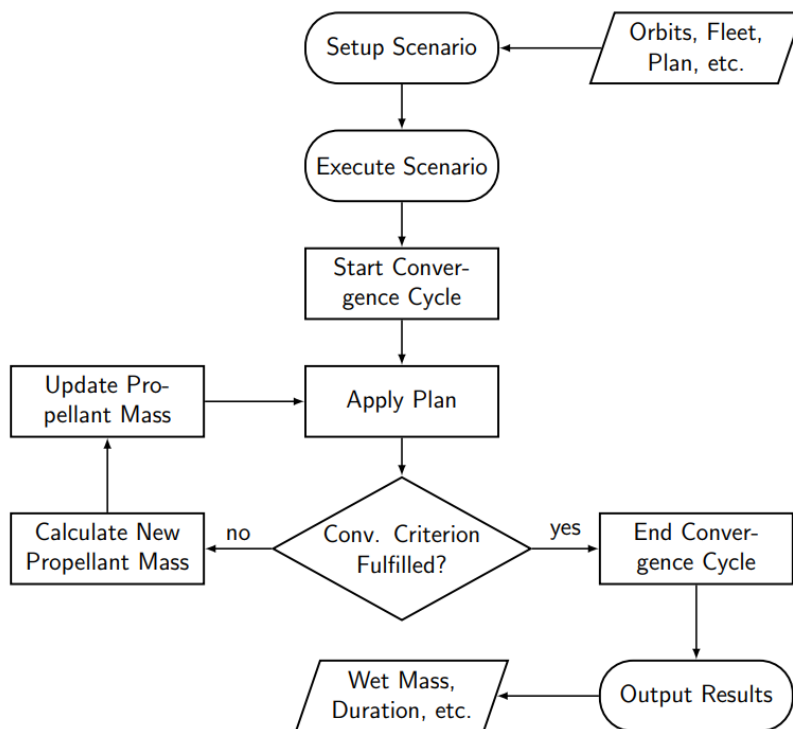 Setup Scenario
Orbits, Fleet,
Plan, etc.
Execute Scenario
Start Conver-
gence Cycle
Update Pro-
pellant Mass
Apply Plan
Calculate New
Propellant Mass
no
Conv. Criterion
Fulfilled?
yes
End Conver-
gence Cycle
Wet Mass,
Duration, etc.
Output Results